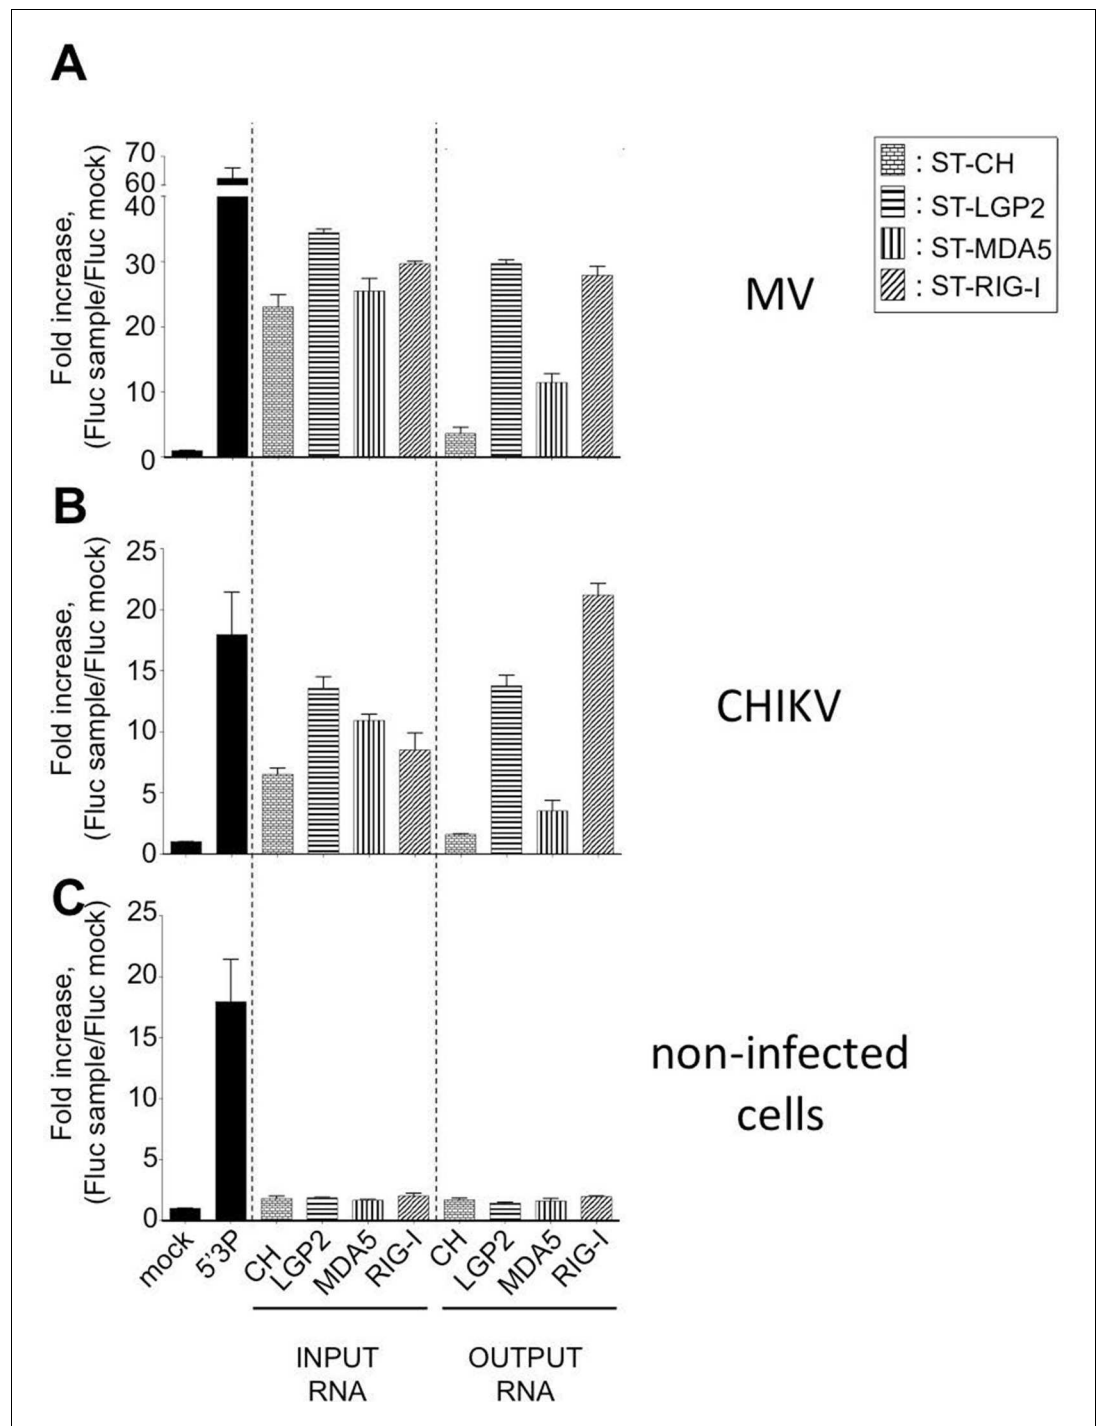 A
Fold increase,
(Fluc sample/Fluc mock)
70
60
40
30
20
10
0
: ST-CH
: ST-LGP2
: ST-MDA5
: ST-RIG-I
MV
B
Fold increase,
(Fluc sample/Fluc mock)
25
20
15
10
5
0
CHIKV
C
Fold increase,
(Fluc sample/Fluc mock)
25
20
15
10
5
0
non-infected
cells
mock 5'3P CH LGP2 MDA5 RIG-I CH LGP2 MDA5 RIG-I
INPUT
RNA
OUTPUT
RNA